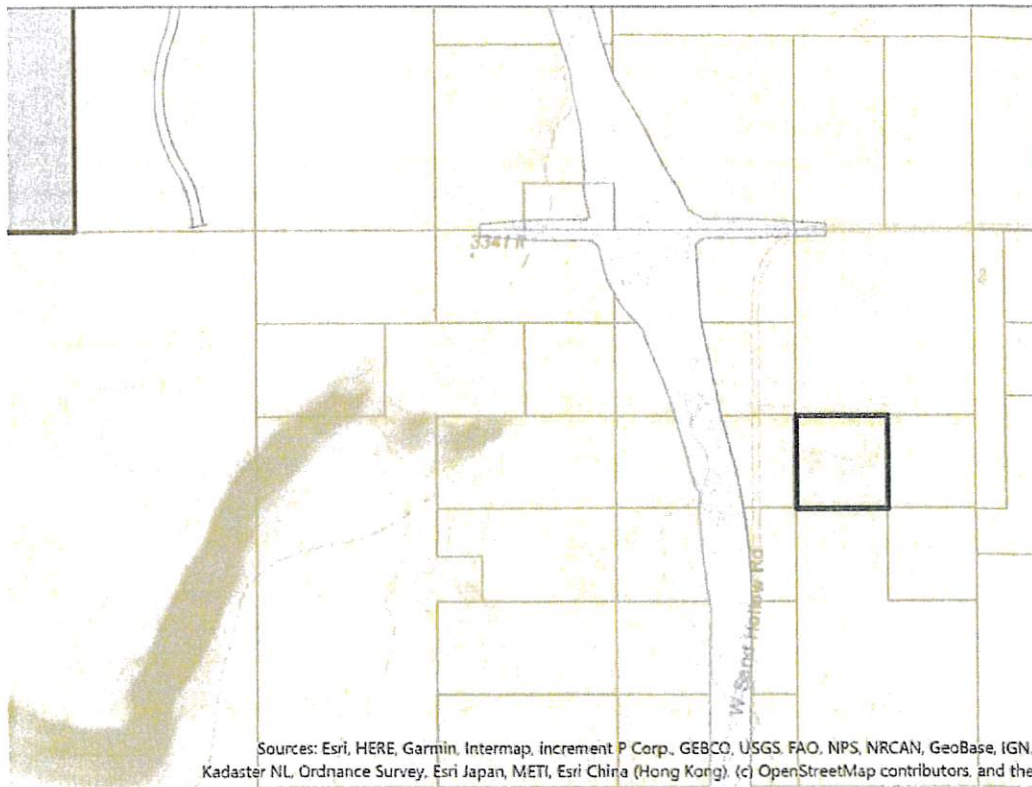 3341 ft
W Sand Hollow Rd
Sources: Esri, HERE, Garmin, Intermap, increment P Corp., GEBCO, USGS, FAO, NPS, NRCAN, GeoBase, IGN,
Kadaster NL, Ordnance Survey, Esri Japan, METI, Esri China (Hong Kong), (c) OpenStreetMap contributors, and the